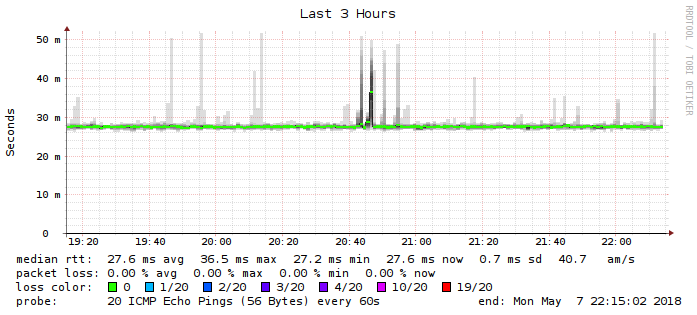 Last 3 Hours
RRDTOOL / TOBI OETIKER
Seconds
50 m
40 m
30 m
20 m
10 m
0
19:20 19:40 20:00 20:20 20:40 21:00 21:20 21:40 22:00
median rtt: 27.6 ms avg 36.5 ms max 27.2 ms min 27.6 ms now 0.7 ms sd 40.7 am/s
packet loss: 0.00 % avg 0.00 % max 0.00 % min 0.00 % now
loss color: 0 1/20 2/20 3/20 4/20 10/20 19/20
probe: 20 ICMP Echo Pings (56 Bytes) every 60s end: Mon May 7 22:15:02 2018